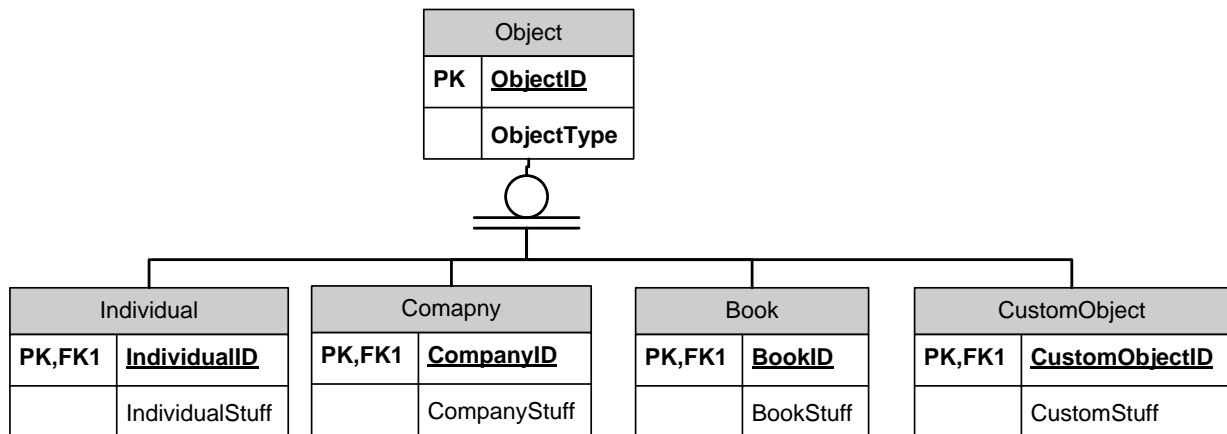 Object
PK ObjectID
ObjectType
Individual
PK,FK1 IndividualID
IndividualStuff
Comapny
PK,FK1 CompanyID
CompanyStuff
Book
PK,FK1 BookID
BookStuff
CustomObject
PK,FK1 CustomObjectID
CustomStuff